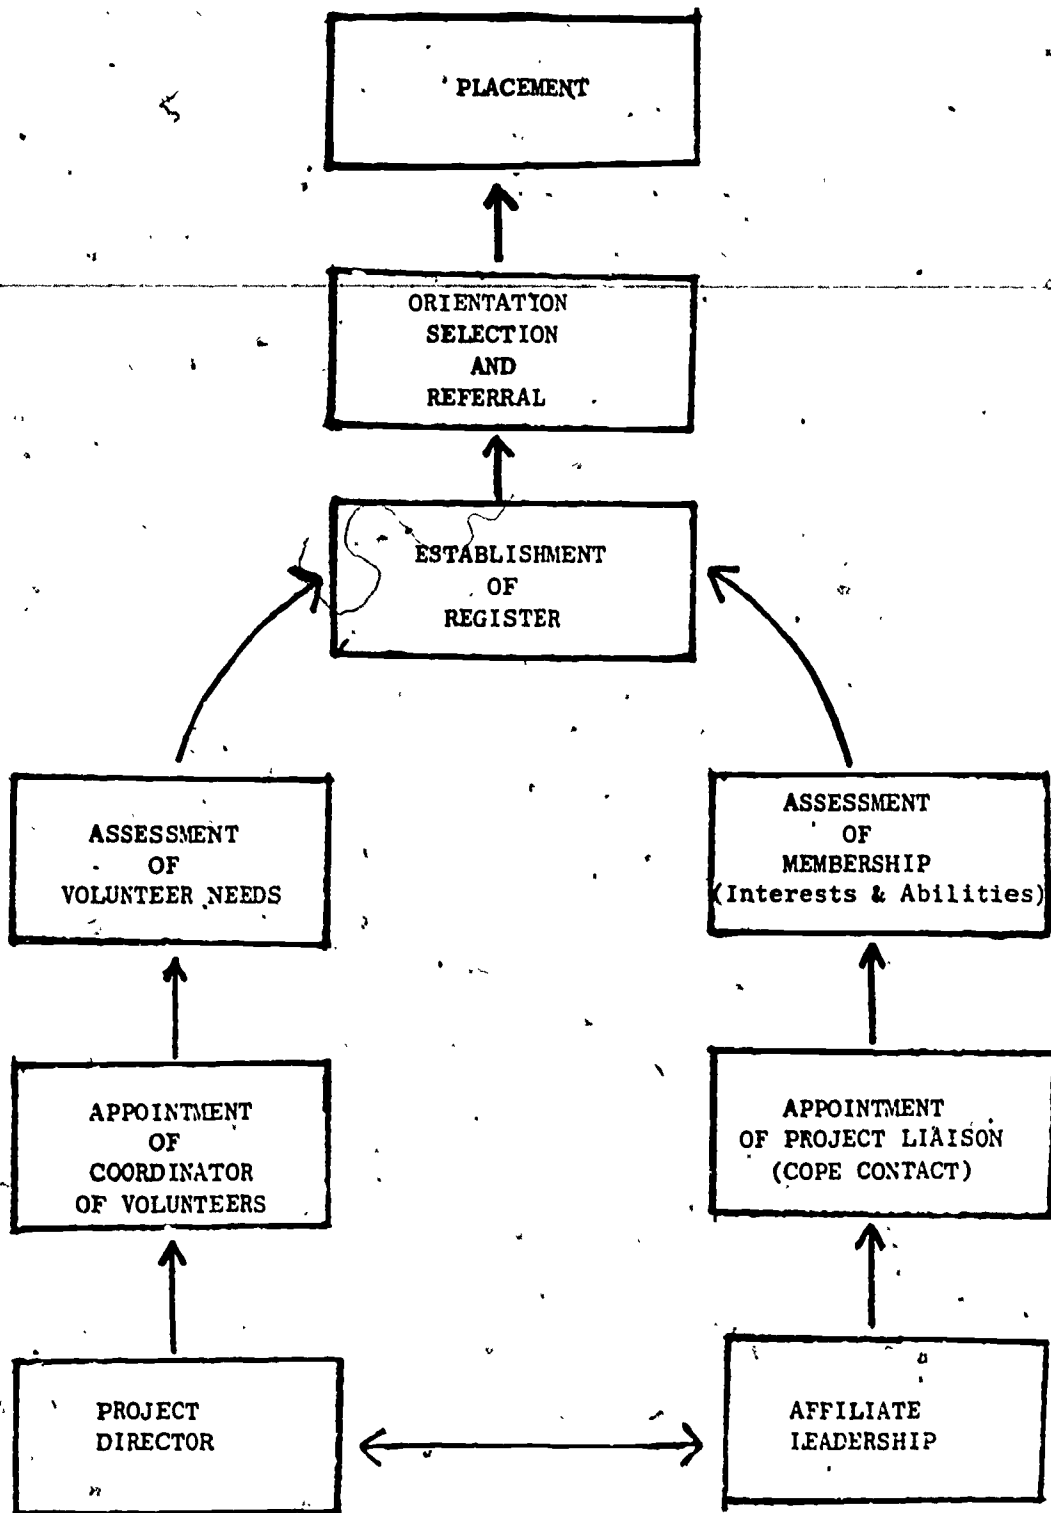 PLACEMENT
ORIENTATION
SELECTION
AND
REFERRAL
ESTABLISHMENT
OF
REGISTER
ASSESSMENT
OF
VOLUNTEER NEEDS
ASSESSMENT
OF
MEMBERSHIP
(Interests & Abilities)
APPOINTMENT
OF
COORDINATOR
OF VOLUNTEERS
APPOINTMENT
OF PROJECT LIAISON
(COPE CONTACT)
PROJECT
DIRECTOR
AFFILIATE
LEADERSHIP